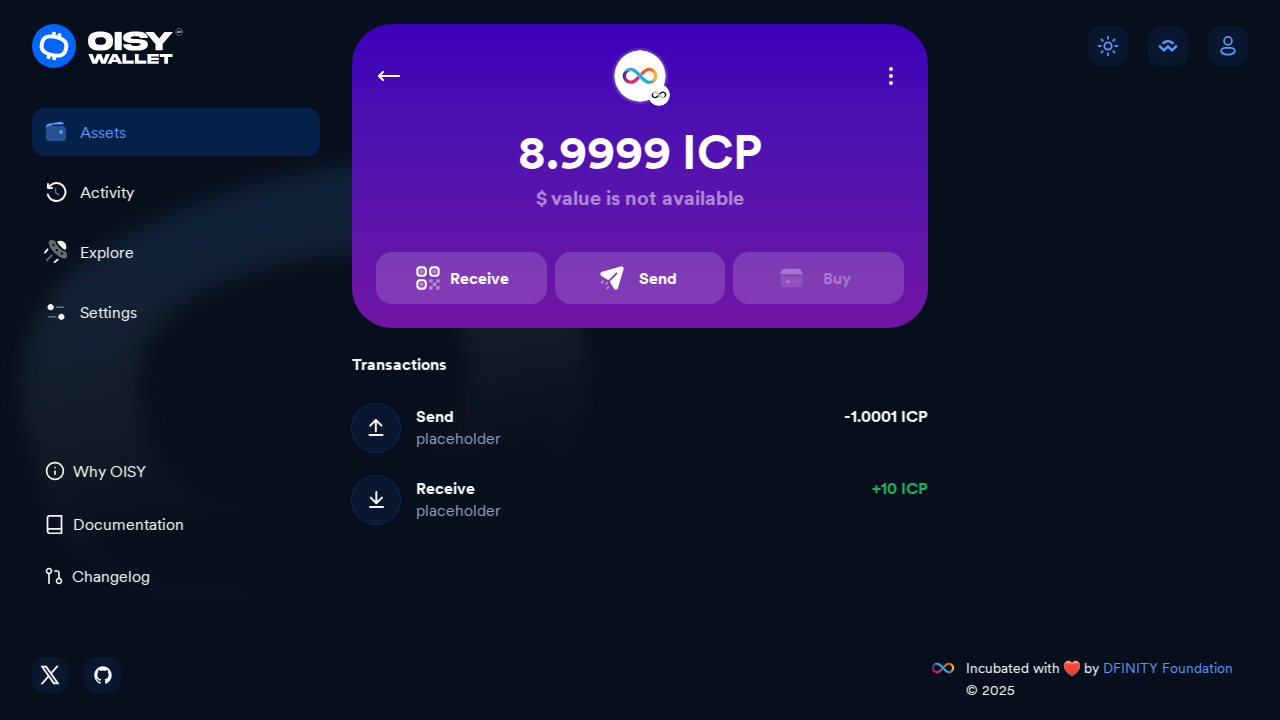 OISY
WALLET
Assets
Activity
Explore
Settings
Why OISY
Documentation
Changelog
8.9999 ICP
$ value is not available
Receive
Send
Buy
Transactions
Send
-1.0001 ICP
placeholder
Receive
+10 ICP
placeholder
Incubated with ❤️ by DFINITY Foundation
© 2025